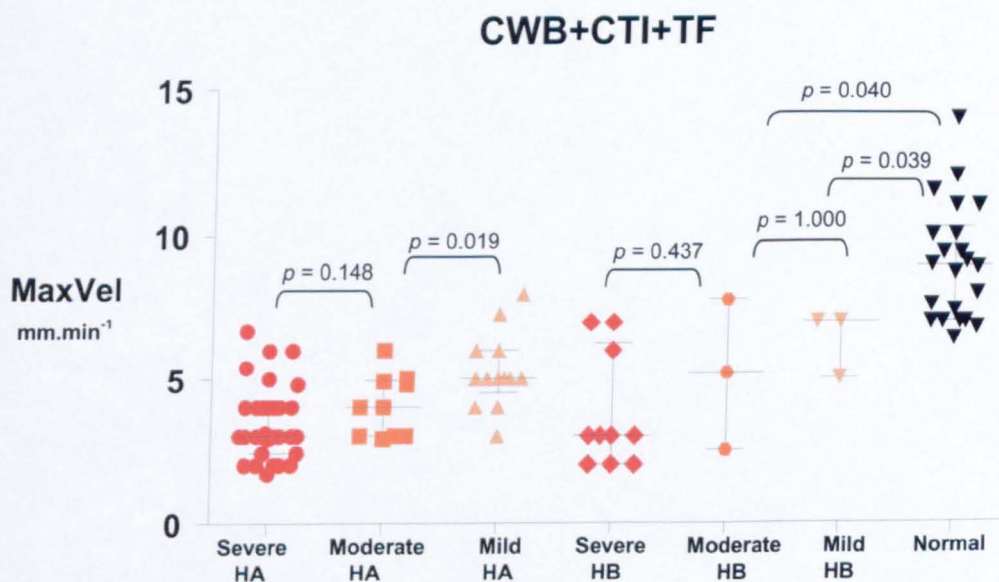 CWB+CTI+TF
15
p = 0.040
p = 0.039
p = 1.000
10
p = 0.019
p = 0.437
p = 0.148
MaxVel
mm.min⁻¹
5
0
Severe HA
Moderate HA
Mild HA
Severe HB
Moderate HB
Mild HB
Normal